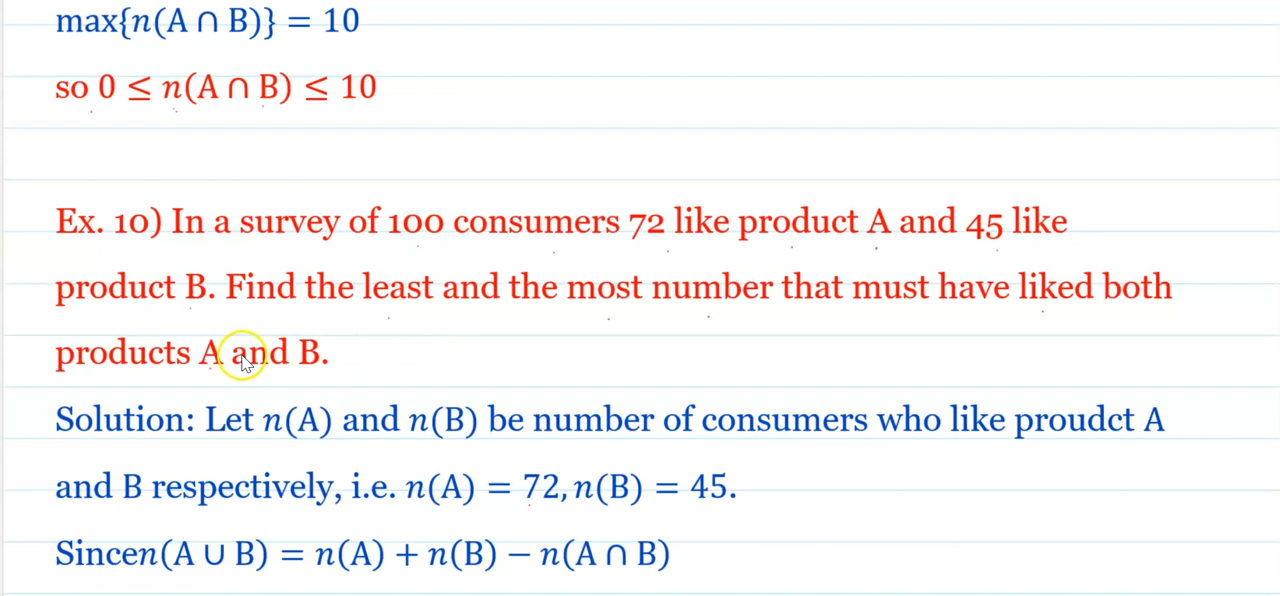 max{n(A ∩ B)} = 10
so 0 ≤ n(A ∩ B) ≤ 10
Ex. 10) In a survey of 100 consumers 72 like product A and 45 like
product B. Find the least and the most number that must have liked both
products A and B.
Solution: Let n(A) and n(B) be number of consumers who like proudct A
and B respectively, i.e. n(A) = 72, n(B) = 45.
Sincen(A ∪ B) = n(A) + n(B) − n(A ∩ B)